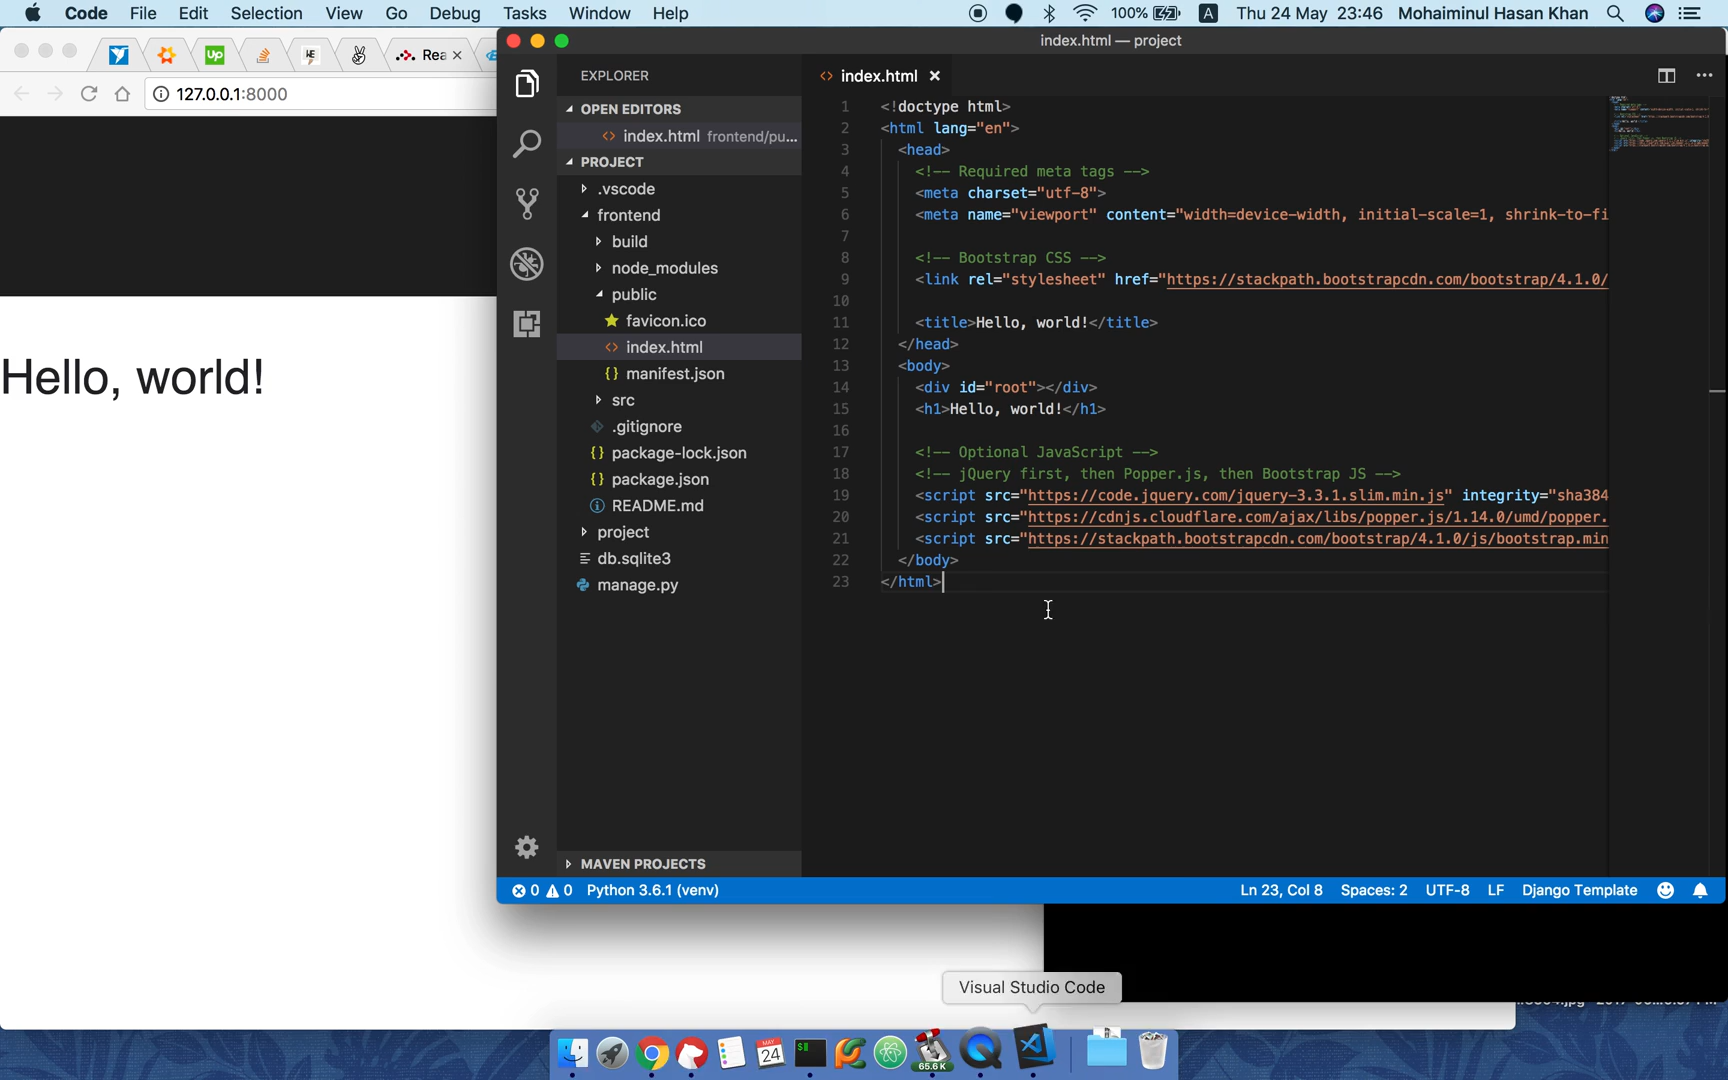 Code File Edit Selection View Go Debug Tasks Window Help 100% A Thu 24 May 23:46 Mohaiminul Hasan Khan
index.html — project
Up
Rea
127.0.0.1:8000
Hello, world!
EXPLORER
OPEN EDITORS
index.html frontend/pu...
PROJECT
.vscode
frontend
build
node_modules
public
favicon.ico
index.html
manifest.json
src
.gitignore
package-lock.json
package.json
README.md
project
db.sqlite3
manage.py
MAVEN PROJECTS
index.html
1 <!doctype html>
2 <html lang="en">
3 <head>
4 <!-- Required meta tags -->
5 <meta charset="utf-8">
6 <meta name="viewport" content="width=device-width, initial-scale=1, shrink-to-fi
7
8 <!-- Bootstrap CSS -->
9 <link rel="stylesheet" href="https://stackpath.bootstrapcdn.com/bootstrap/4.1.0/
10
11 <title>Hello, world!</title>
12 </head>
13 <body>
14 <div id="root"></div>
15 <h1>Hello, world!</h1>
16
17 <!-- Optional JavaScript -->
18 <!-- jQuery first, then Popper.js, then Bootstrap JS -->
19 <script src="https://code.jquery.com/jquery-3.3.1.slim.min.js" integrity="sha384
20 <script src="https://cdnjs.cloudflare.com/ajax/libs/popper.js/1.14.0/umd/popper.
21 <script src="https://stackpath.bootstrapcdn.com/bootstrap/4.1.0/js/bootstrap.min
22 </body>
23 </html>
0 0 Python 3.6.1 (venv) Ln 23, Col 8 Spaces: 2 UTF-8 LF Django Template
Visual Studio Code
MAY
24
$
65.6 K